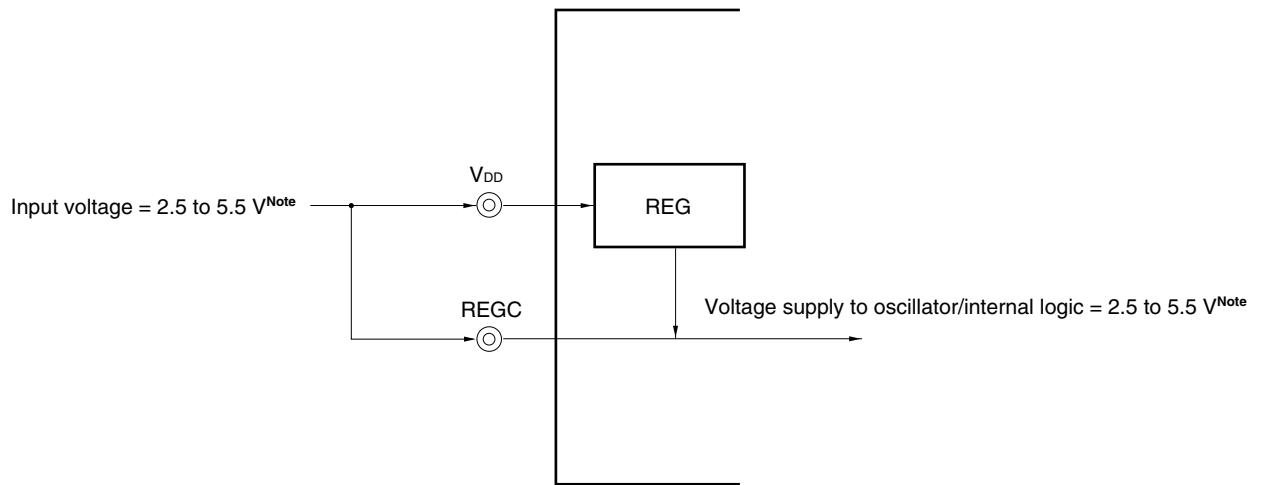 VDD
Input voltage = 2.5 to 5.5 VNote
REG
REGC
Voltage supply to oscillator/internal logic = 2.5 to 5.5 VNote